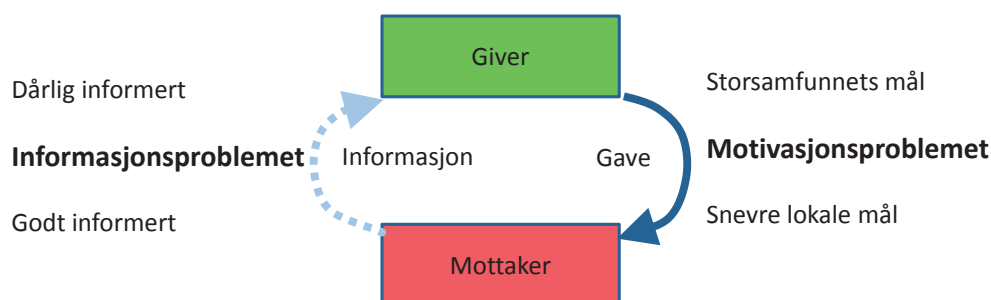 Giver
Dårlig informert
Storsamfunnets mål
Informasjonsproblemet
Informasjon
Gave
Motivasjonsproblemet
Godt informert
Snevre lokale mål
Mottaker